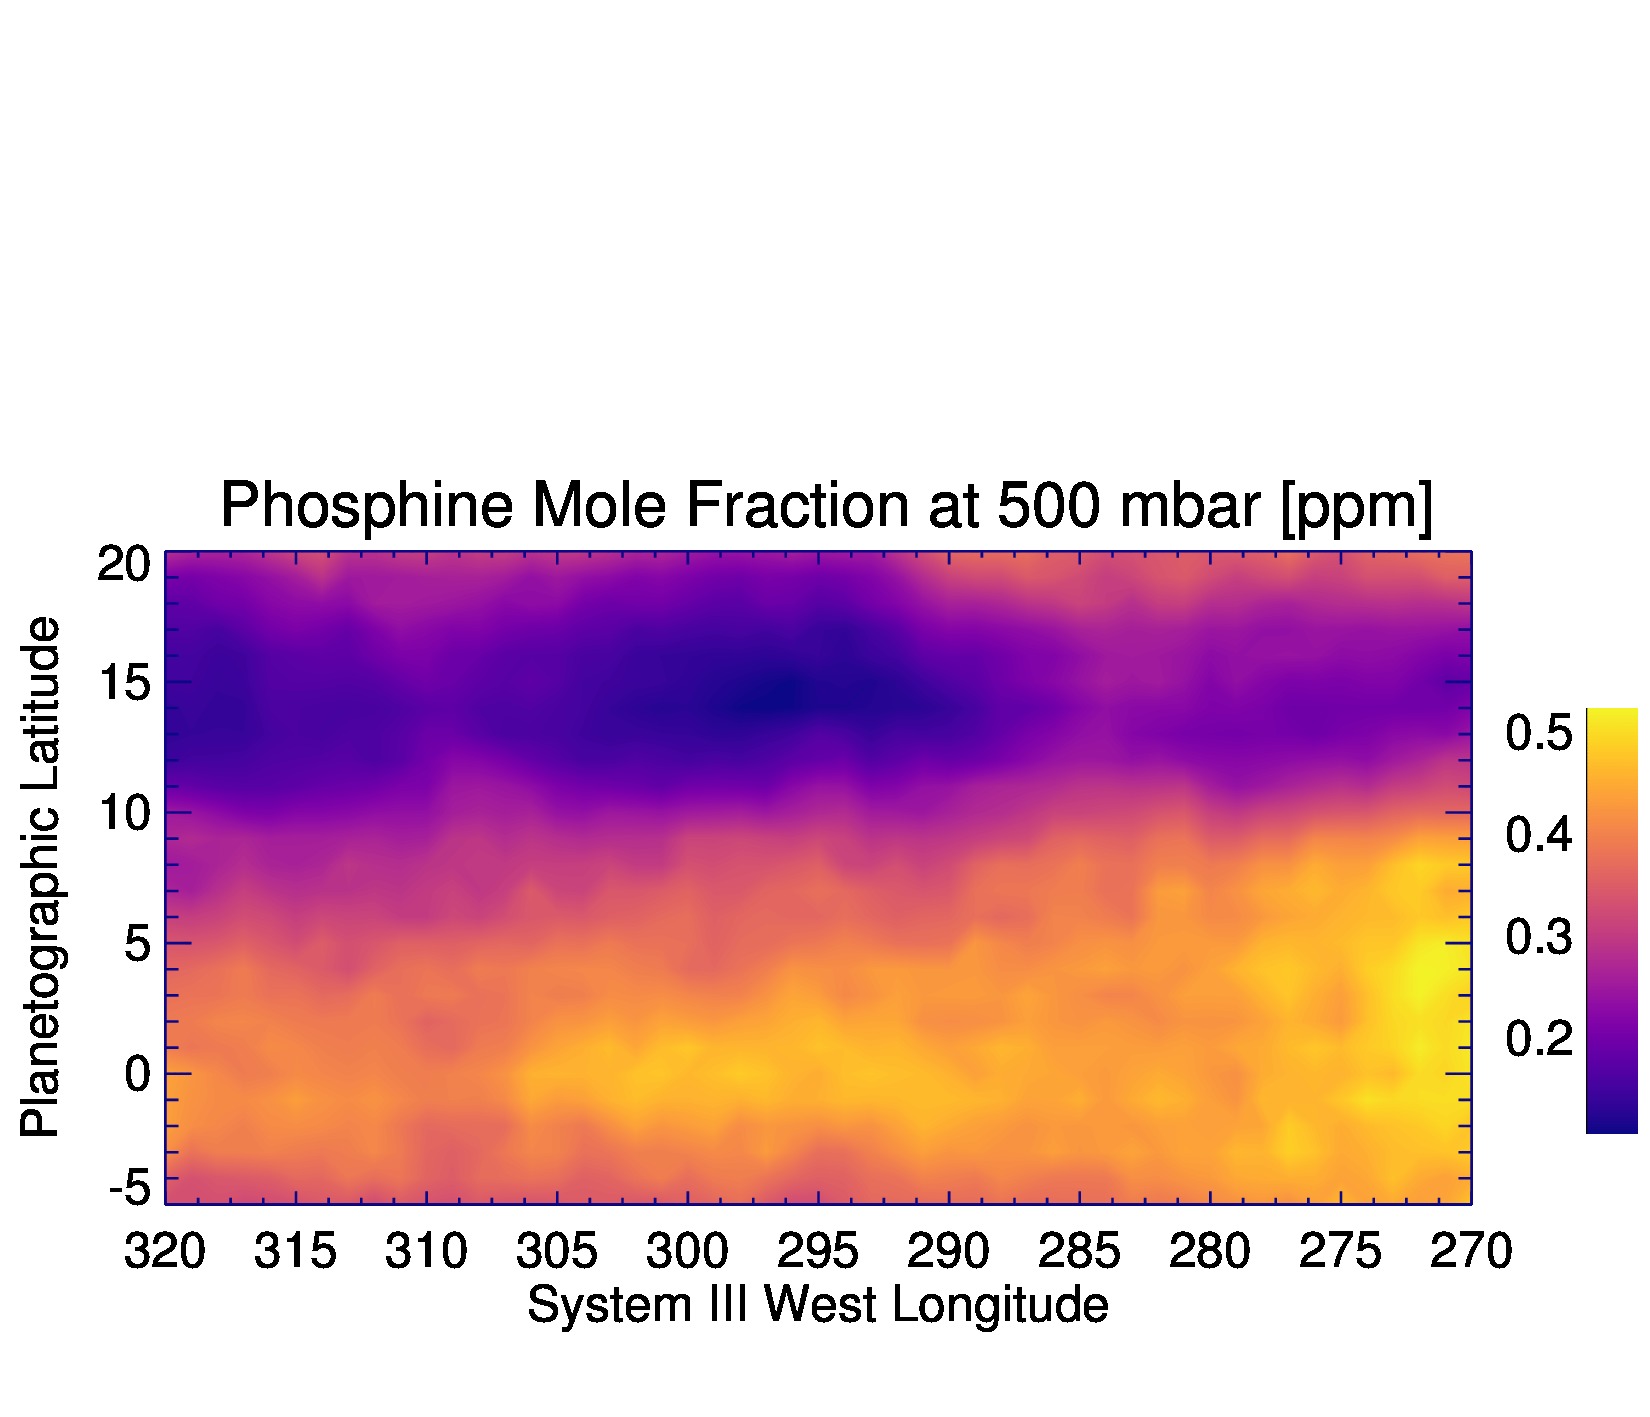 Phosphine Mole Fraction at 500 mbar [ppm]
Planetographic Latitude
20
15
10
5
0
-5
320 315 310 305 300 295 290 285 280 275 270
System III West Longitude
0.5
0.4
0.3
0.2